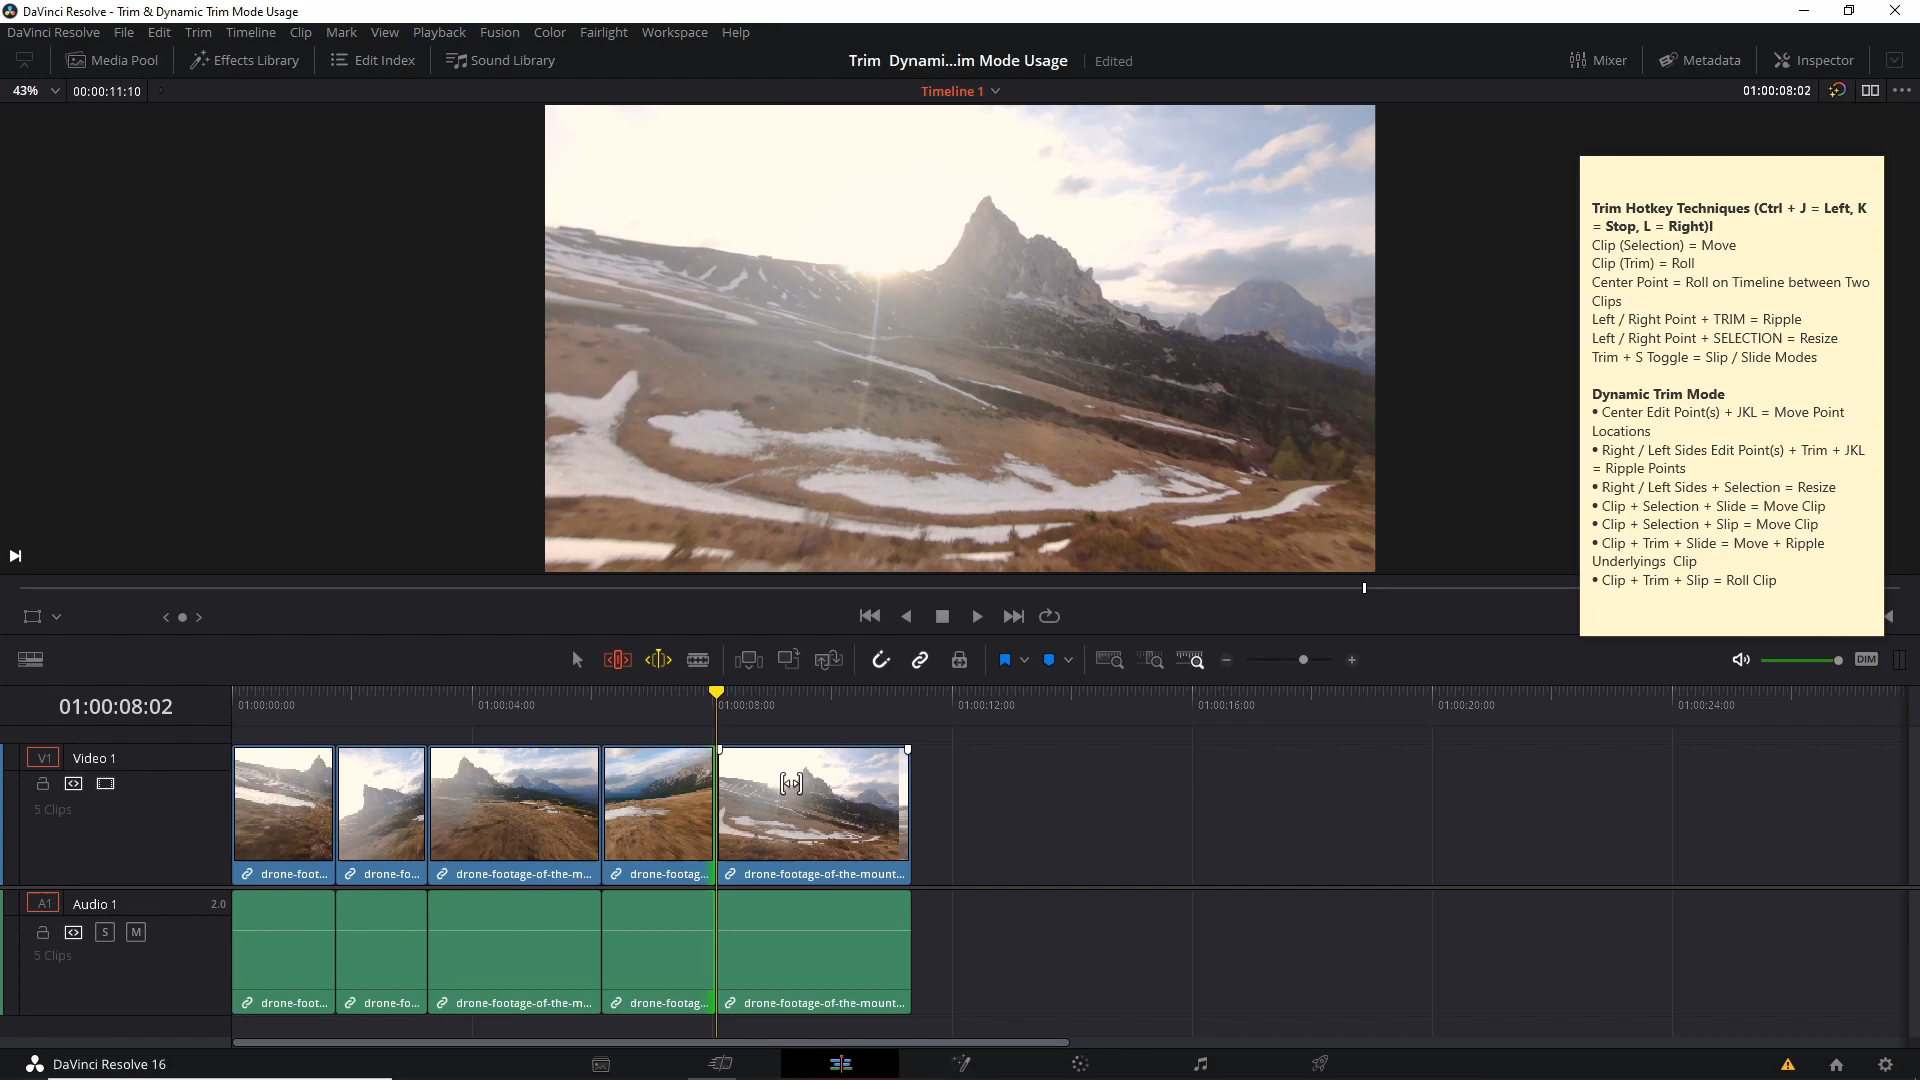 DaVinci Resolve - Trim & Dynamic Trim Mode Usage
DaVinci Resolve File Edit Trim Timeline Clip Mark View Playback Fusion Color Fairlight Workspace Help
Media Pool Effects Library Edit Index Sound Library Trim  Dynami...im Mode Usage Edited Mixer Metadata Inspector
43% 00:00:11:10 Timeline 1 01:00:08:02
Trim Hotkey Techniques (Ctrl + J = Left, K
= Stop, L = Right)l
Clip (Selection) = Move
Clip (Trim) = Roll
Center Point = Roll on Timeline between Two
Clips
Left / Right Point + TRIM = Ripple
Left / Right Point + SELECTION = Resize
Trim + S Toggle = Slip / Slide Modes
Dynamic Trim Mode
• Center Edit Point(s) + JKL = Move Point
Locations
• Right / Left Sides Edit Point(s) + Trim + JKL
= Ripple Points
• Right / Left Sides + Selection = Resize
• Clip + Selection + Slide = Move Clip
• Clip + Selection + Slip = Move Clip
• Clip + Trim + Slide = Move + Ripple
Underlyings  Clip
• Clip + Trim + Slip = Roll Clip
DIM
01:00:08:02
01:00:00:00 01:00:04:00 01:00:08:00 01:00:12:00 01:00:16:00 01:00:20:00 01:00:24:00
V1 Video 1
5 Clips
drone-foot... drone-fo... drone-footage-of-the-m... drone-footag... drone-footage-of-the-mount...
A1 Audio 1 2.0
S M
5 Clips
drone-foot... drone-fo... drone-footage-of-the-m... drone-footag... drone-footage-of-the-mount...
DaVinci Resolve 16